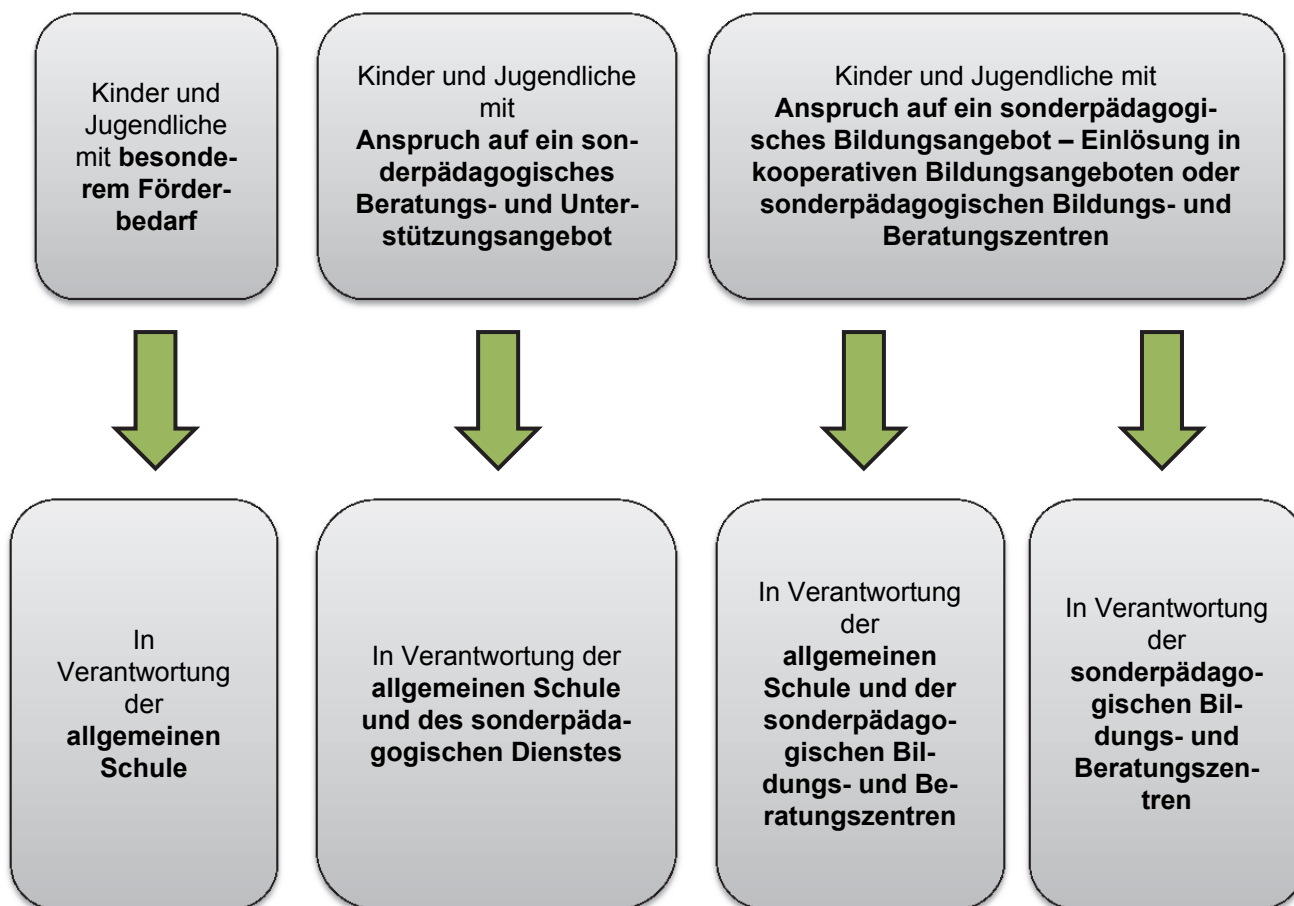 Kinder und
Jugendliche
mit besonde-
rem Förder-
bedarf
Kinder und Jugendliche
mit
Anspruch auf ein son-
derpädagogisches
Beratungs- und Unter-
stützungsangebot
Kinder und Jugendliche mit
Anspruch auf ein sonderpädagogi-
sches Bildungsangebot – Einlösung in
kooperativen Bildungsangeboten oder
sonderpädagogischen Bildungs- und
Beratungszentren
In
Verantwortung
der
allgemeinen
Schule
In Verantwortung der
allgemeinen Schule
und des sonderpäda-
gogischen Dienstes
In Verantwortung
der
allgemeinen
Schule und der
sonderpädago-
gischen Bil-
dungs- und Be-
ratungszentren
In Verantwortung
der
sonderpädago-
gischen Bil-
dungs- und
Beratungszen-
tren